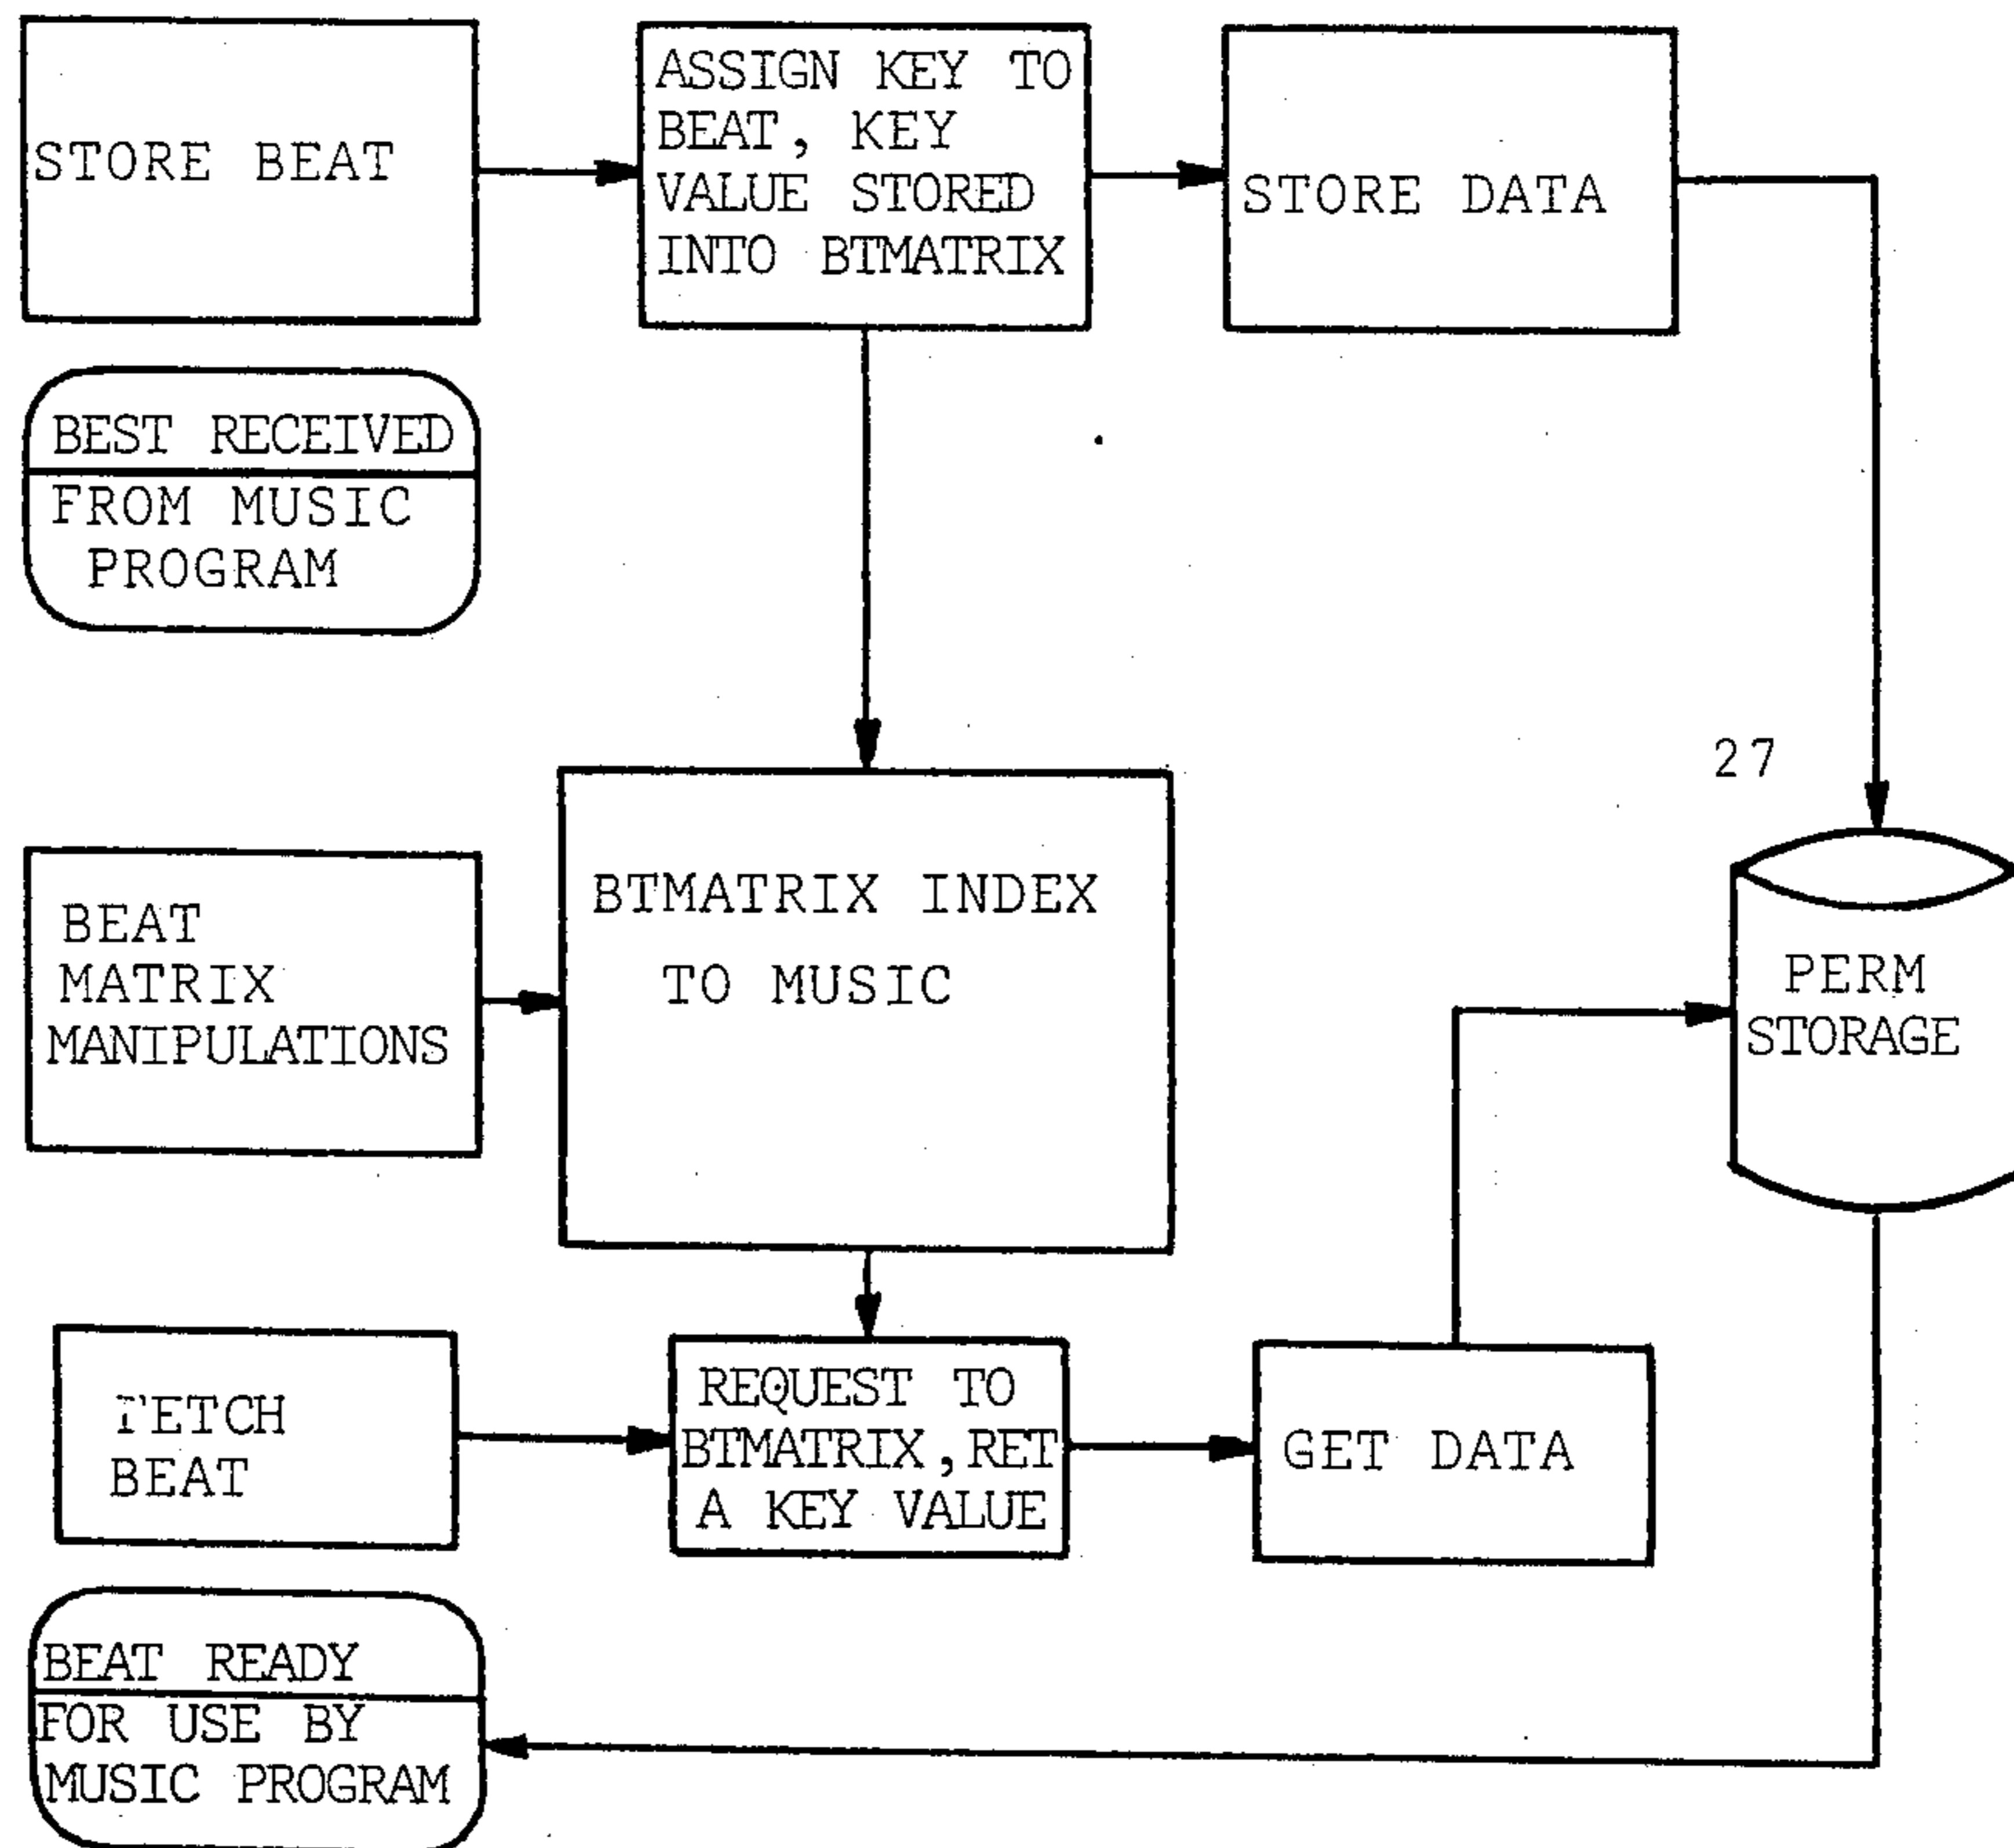 STORE BEAT
ASSIGN KEY TO
BEAT, KEY
VALUE STORED
INTO BTMATRIX
STORE DATA
BEST RECEIVED
FROM MUSIC
PROGRAM
27
BEAT
MATRIX
MANIPULATIONS
BTMATRIX INDEX
TO MUSIC
PERM
STORAGE
FETCH
BEAT
REQUEST TO
BTMATRIX, RET
A KEY VALUE
GET DATA
BEAT READY
FOR USE BY
MUSIC PROGRAM